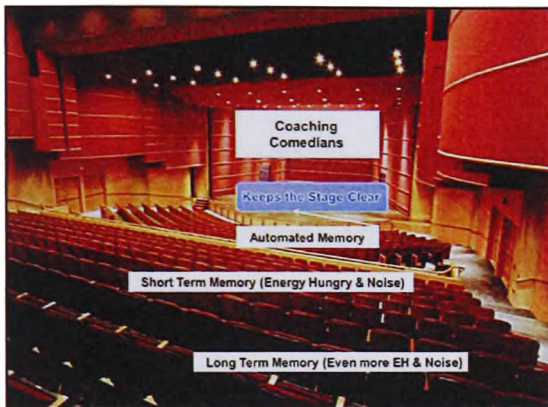 Coaching
Comedians
Keeps the Stage Clear
Automated Memory
Short Term Memory (Energy Hungry & Noise)
Long Term Memory (Even more EH & Noise)